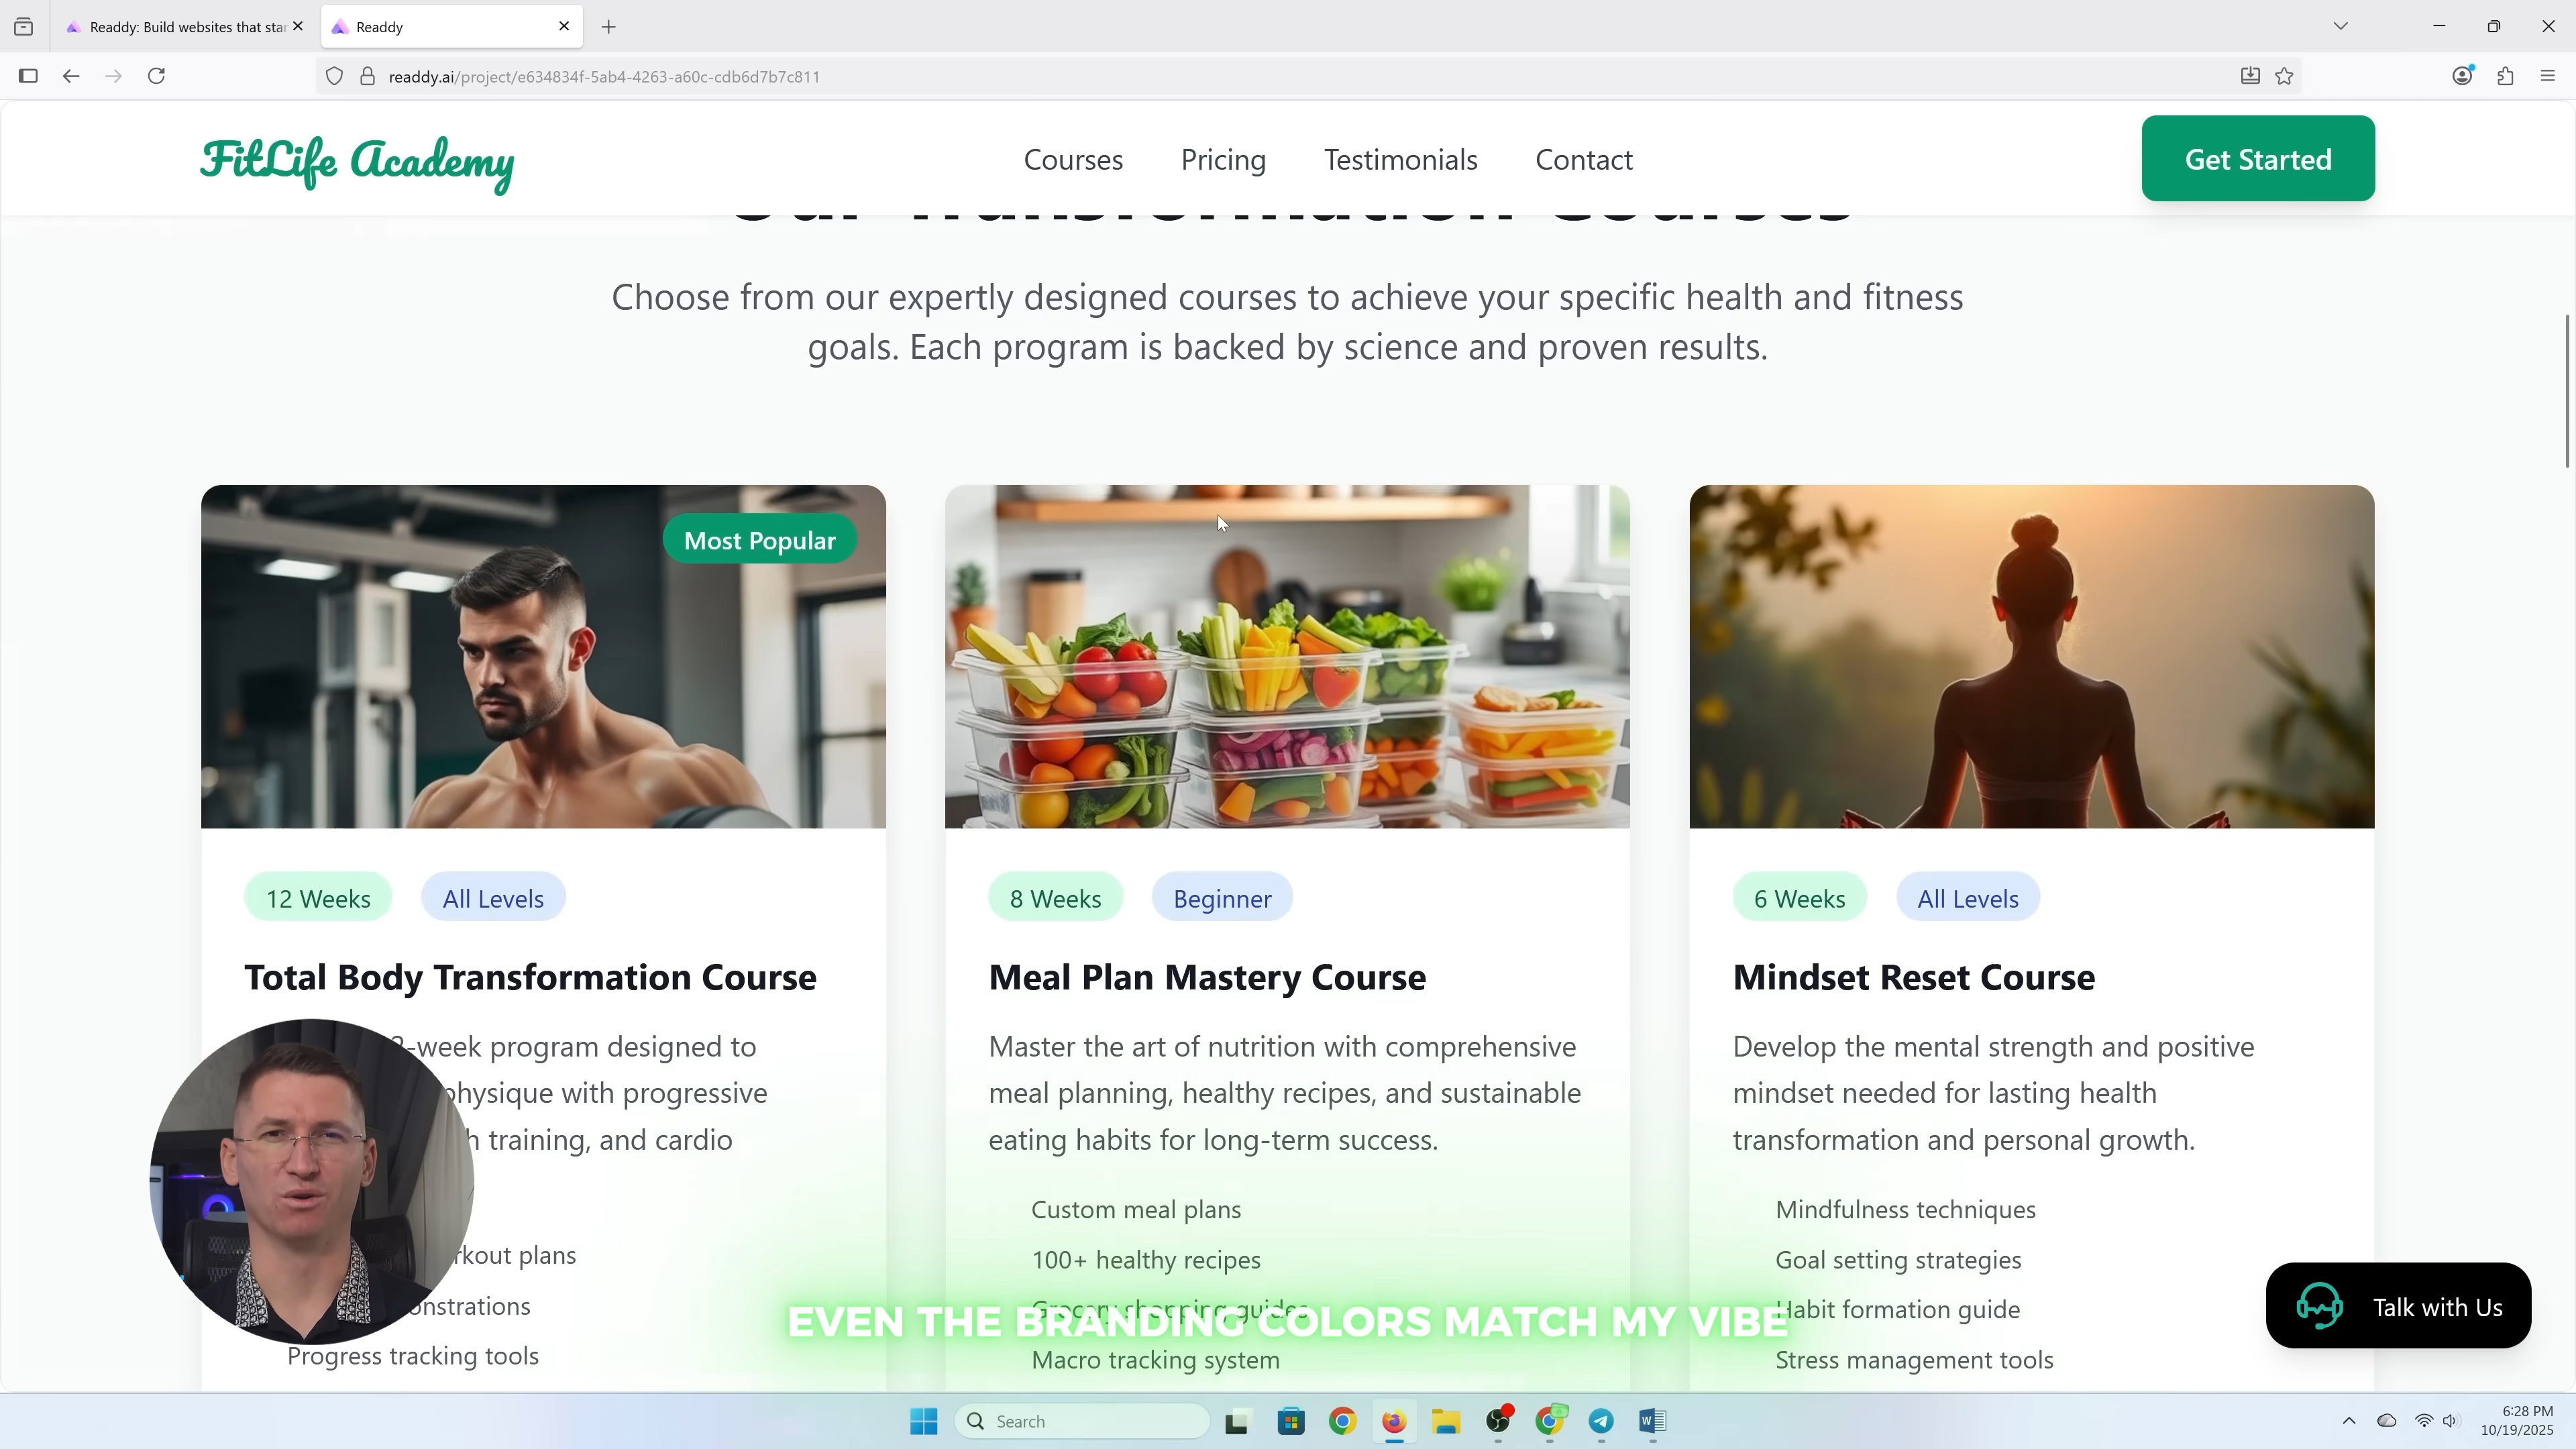 Readdy: Build websites that star
Readdy
readdy.ai/project/e634834f-5ab4-4263-a60c-cdb6d7b7c811
FitLife Academy
Courses
Pricing
Testimonials
Contact
Get Started
Our Transformation Courses
Choose from our expertly designed courses to achieve your specific health and fitness
goals. Each program is backed by science and proven results.
Most Popular
12 Weeks
All Levels
Total Body Transformation Course
-week program designed to
physique with progressive
training, and cardio
rkout plans
onstrations
Progress tracking tools
8 Weeks
Beginner
Meal Plan Mastery Course
Master the art of nutrition with comprehensive
meal planning, healthy recipes, and sustainable
eating habits for long-term success.
Custom meal plans
100+ healthy recipes
Grocery shopping guides
Macro tracking system
6 Weeks
All Levels
Mindset Reset Course
Develop the mental strength and positive
mindset needed for lasting health
transformation and personal growth.
Mindfulness techniques
Goal setting strategies
Habit formation guide
Stress management tools
EVEN THE BRANDING COLORS MATCH MY VIBE
Talk with Us
Search
6:28 PM
10/19/2025